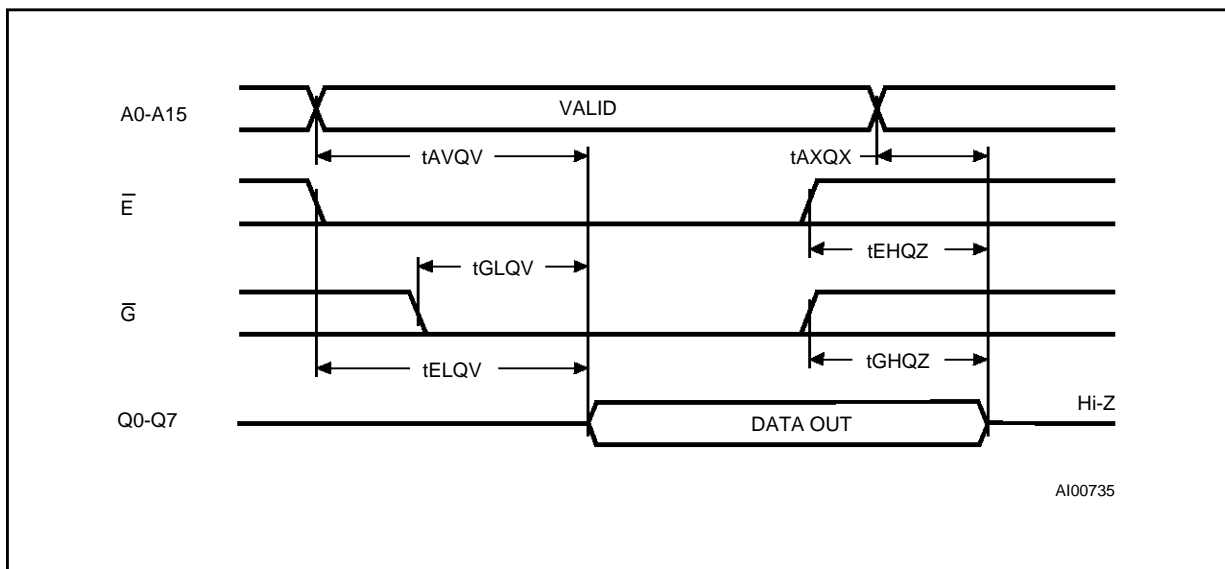 A0-A15
VALID
tAVQV
tAXQX
E
tEHQZ
tGLQV
G
tGHQZ
tELQV
Q0-Q7
DATA OUT
Hi-Z
AI00735